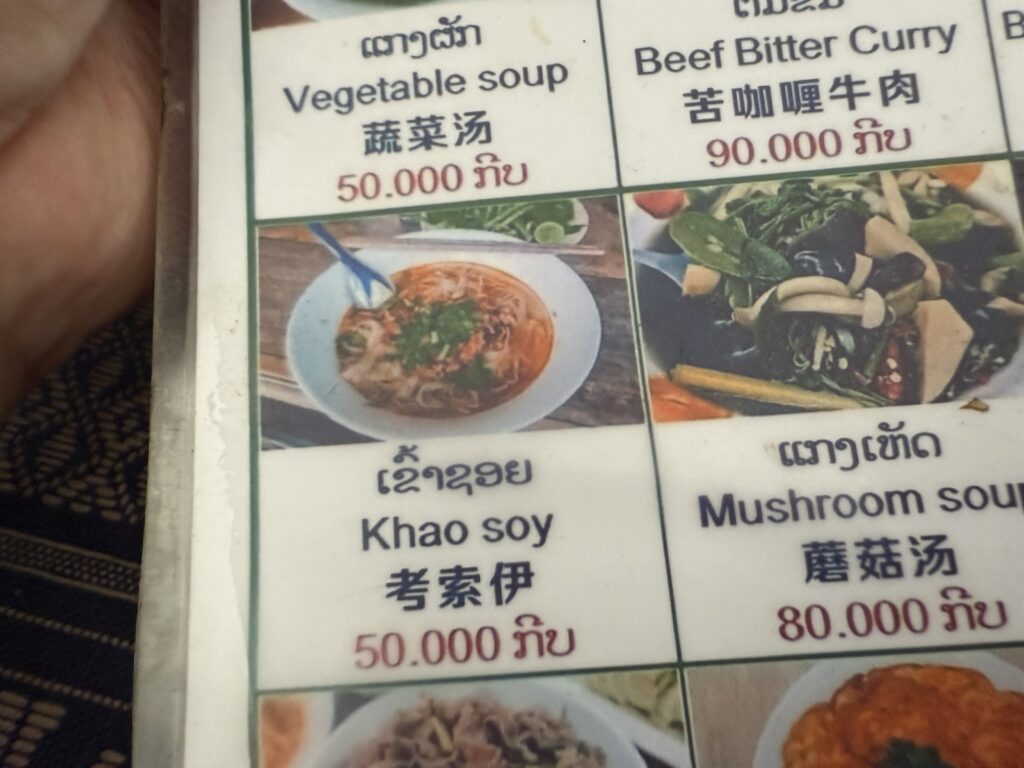 ແກງຜັກ
Vegetable soup
蔬菜汤
50.000 ກີບ
Beef Bitter Curry
苦咖喱牛肉
90.000 ກີບ
ເຂົ້າຊອຍ
Khao soy
考索伊
50.000 ກີບ
ແກງເຫັດ
Mushroom soup
蘑菇汤
80.000 ກີບ